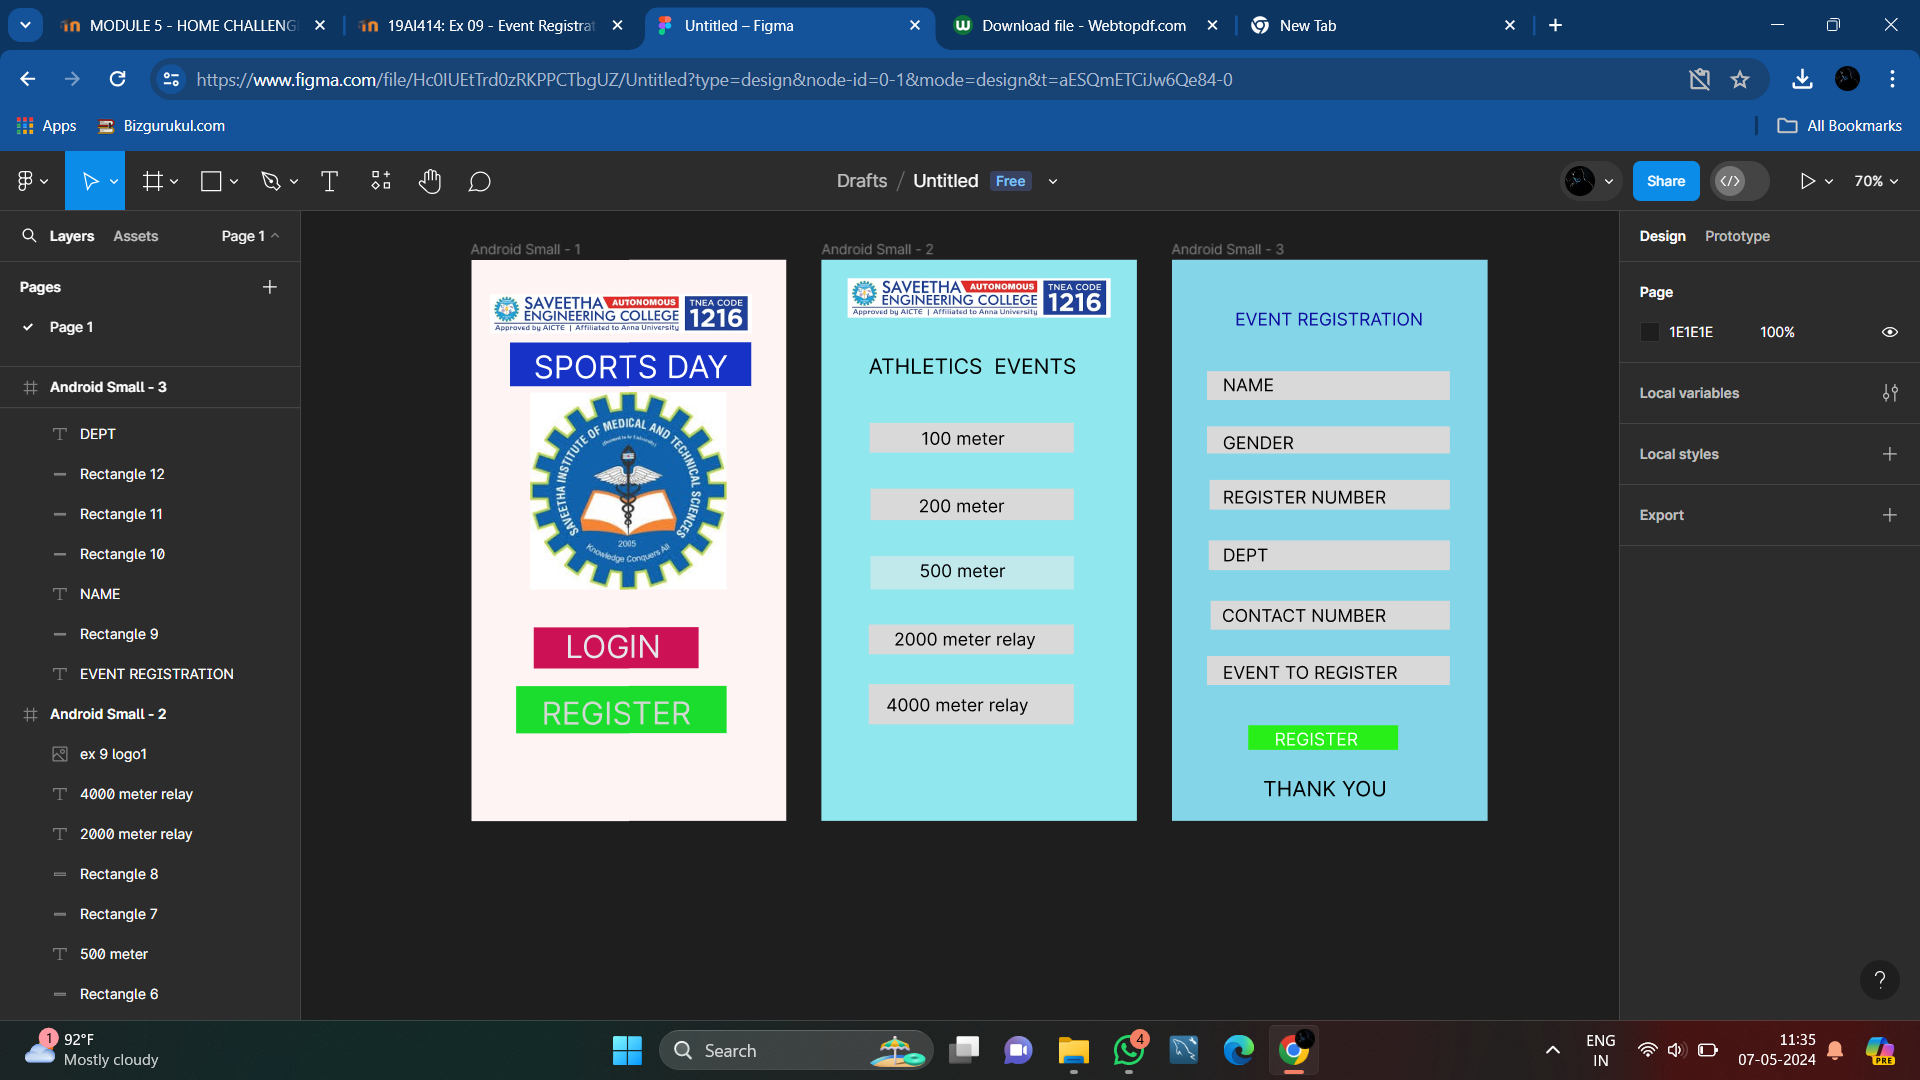 MODULE 5 - HOME CHALLENG
19AI414: Ex 09 - Event Registrat
Untitled – Figma
Download file - Webtopdf.com
New Tab
https://www.figma.com/file/Hc0IUEtTrd0zRKPPCTbgUZ/Untitled?type=design&node-id=0-1&mode=design&t=aESQmETCiJw6Qe84-0
Apps
Bizgurukul.com
All Bookmarks
Drafts / Untitled
Free
Share
70%
Layers
Assets
Page 1
Pages
Page 1
Android Small - 3
DEPT
Rectangle 12
Rectangle 11
Rectangle 10
NAME
Rectangle 9
EVENT REGISTRATION
Android Small - 2
ex 9 logo1
4000 meter relay
2000 meter relay
Rectangle 8
Rectangle 7
500 meter
Rectangle 6
Android Small - 1
SAVEETHA AUTONOMOUS
ENGINEERING COLLEGE
Approved by AICTE | Affiliated to Anna University
TNEA CODE
1216
SPORTS DAY
SAVEETHA INSTITUTE OF MEDICAL AND TECHNICAL SCIENCES
2005
Knowledge Conquers All
LOGIN
REGISTER
Android Small - 2
SAVEETHA AUTONOMOUS
ENGINEERING COLLEGE
Approved by AICTE | Affiliated to Anna University
TNEA CODE
1216
ATHLETICS EVENTS
100 meter
200 meter
500 meter
2000 meter relay
4000 meter relay
Android Small - 3
EVENT REGISTRATION
NAME
GENDER
REGISTER NUMBER
DEPT
CONTACT NUMBER
EVENT TO REGISTER
REGISTER
THANK YOU
Design
Prototype
Page
1E1E1E
100%
Local variables
Local styles
Export
?
1
92°F
Mostly cloudy
Search
4
ENG
IN
11:35
07-05-2024
PRE